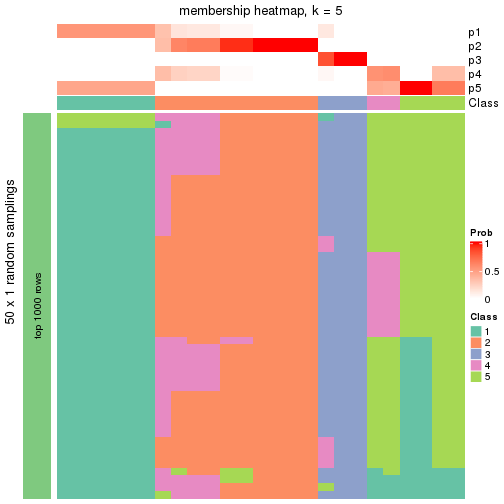 membership heatmap, k = 5
p1
p2
p3
p4
p5
Class
50 x 1 random samplings
top 1000 rows
Prob
1
0.5
0
Class
1
2
3
4
5